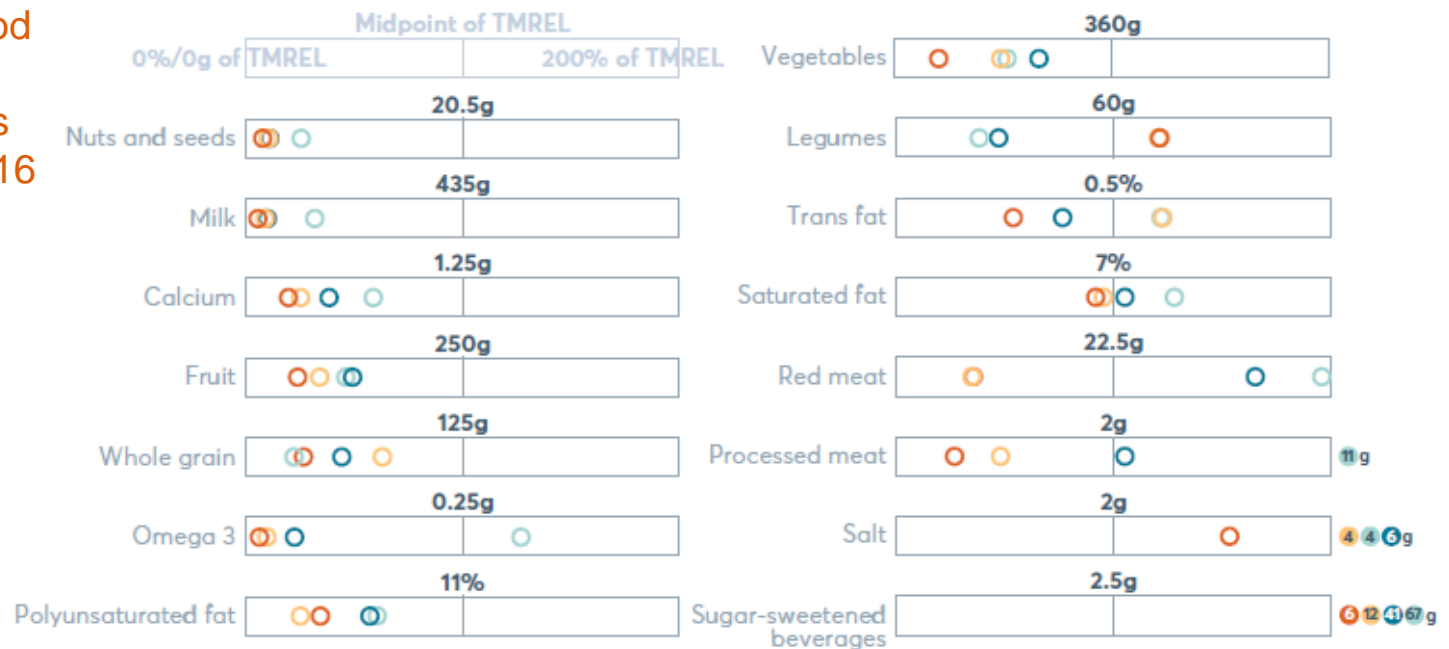 Midpoint of TMREL
0%/0g of TMREL
200% of TMREL
20.5g
Nuts and seeds
435g
Milk
1.25g
Calcium
250g
Fruit
125g
Whole grain
0.25g
Omega 3
11%
Polyunsaturated fat
360g
Vegetables
60g
Legumes
0.5%
Trans fat
7%
Saturated fat
22.5g
Red meat
2g
Processed meat
11 g
2g
Salt
4 4 6 g
2.5g
Sugar-sweetened
beverages
6 12 41 67 g
16